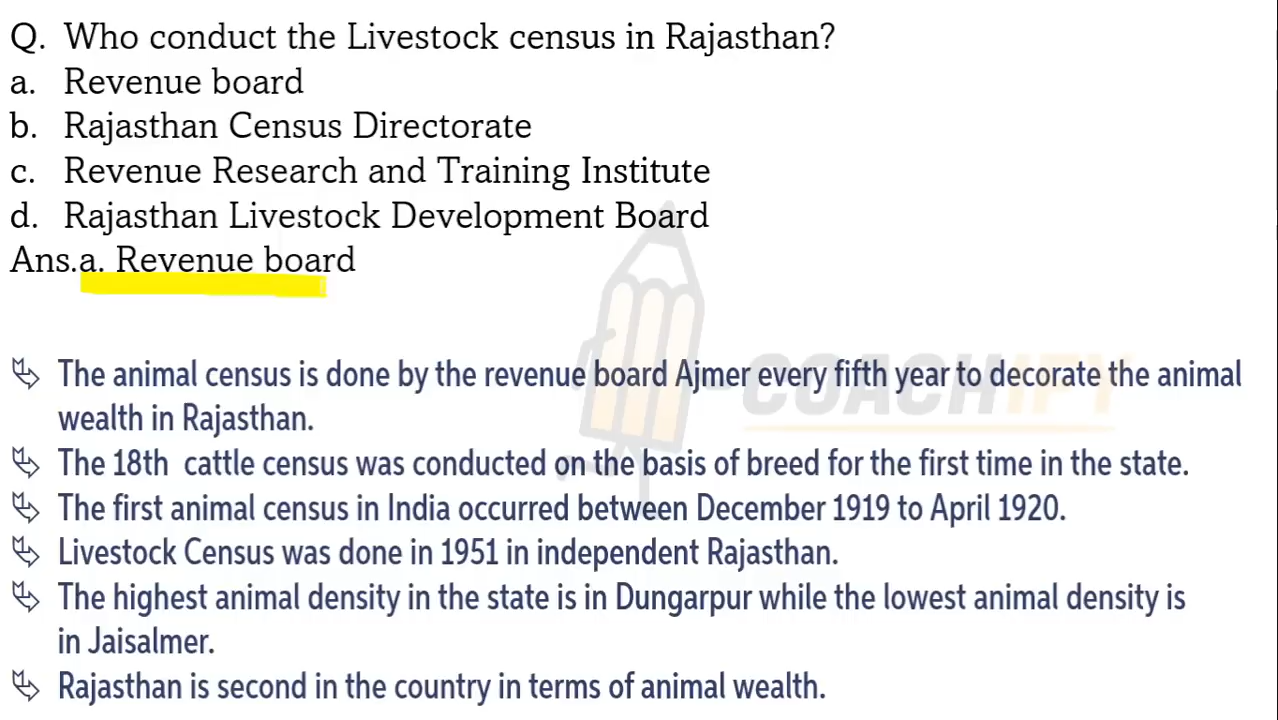 Q. Who conduct the Livestock census in Rajasthan?
a. Revenue board
b. Rajasthan Census Directorate
c. Revenue Research and Training Institute
d. Rajasthan Livestock Development Board
Ans.a. Revenue board
The animal census is done by the revenue board Ajmer every fifth year to decorate the animal
wealth in Rajasthan.
The 18th cattle census was conducted on the basis of breed for the first time in the state.
The first animal census in India occurred between December 1919 to April 1920.
Livestock Census was done in 1951 in independent Rajasthan.
The highest animal density in the state is in Dungarpur while the lowest animal density is
in Jaisalmer.
Rajasthan is second in the country in terms of animal wealth.
COACHIFY